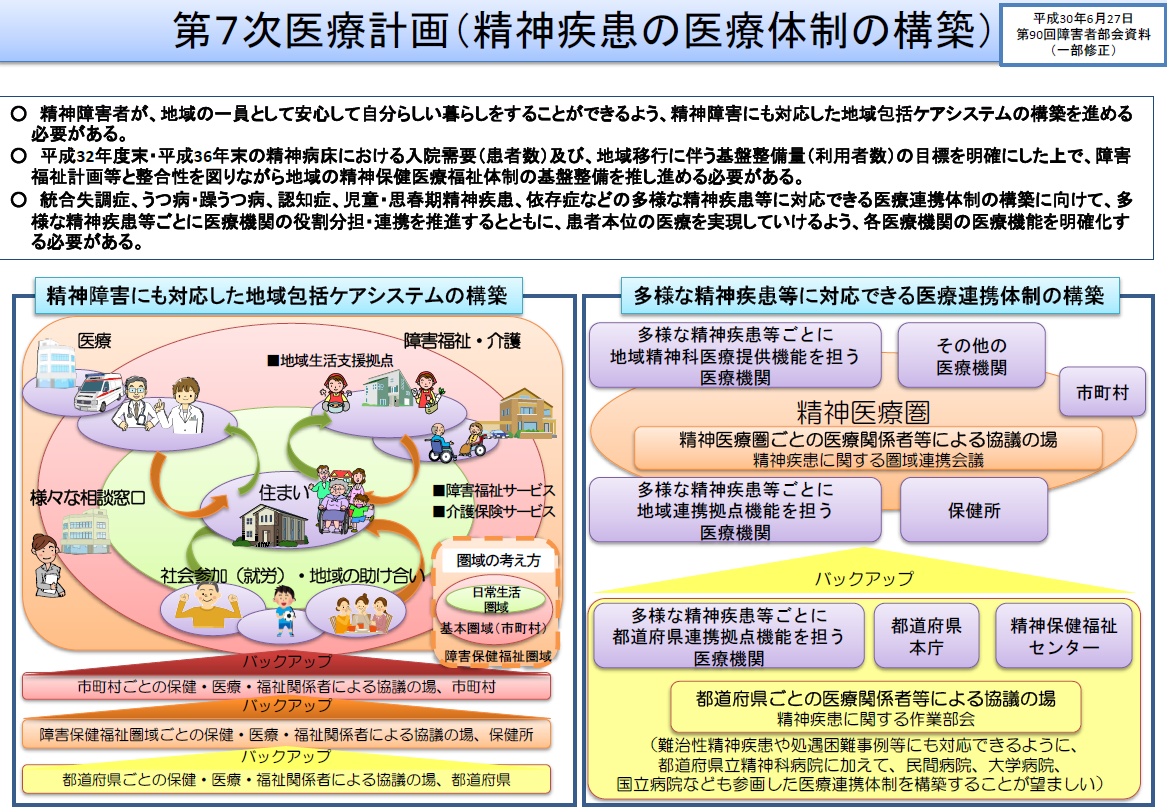 第７次医療計画（精神疾患の医療体制の構築）
平成30年6月27日
第90回障害者部会資料
（一部修正）
○　精神障害者が、地域の一員として安心して自分らしい暮らしをすることができるよう、精神障害にも対応した地域包括ケアシステムの構築を進める
必要がある。
○　平成32年度末・平成36年末の精神病床における入院需要（患者数）及び、地域移行に伴う基盤整備量（利用者数）の目標を明確にした上で、障害
福祉計画等と整合性を図りながら地域の精神保健医療福祉体制の基盤整備を推し進める必要がある。
○　統合失調症、うつ病・躁うつ病、認知症、児童・思春期精神疾患、依存症などの多様な精神疾患等に対応できる医療連携体制の構築に向けて、多
様な精神疾患等ごとに医療機関の役割分担・連携を推進するとともに、患者本位の医療を実現していけるよう、各医療機関の医療機能を明確化す
る必要がある。
精神障害にも対応した地域包括ケアシステムの構築
医療
障害福祉・介護
■地域生活支援拠点
様々な相談窓口
住まい
■障害福祉サービス
■介護保険サービス
社会参加（就労）・地域の助け合い
圏域の考え方
日常生活
圏域
基本圏域（市町村）
障害保健福祉圏域
バックアップ
市町村ごとの保健・医療・福祉関係者による協議の場、市町村
バックアップ
障害保健福祉圏域ごとの保健・医療・福祉関係者による協議の場、保健所
バックアップ
都道府県ごとの保健・医療・福祉関係者による協議の場、都道府県
多様な精神疾患等に対応できる医療連携体制の構築
多様な精神疾患等ごとに
地域精神科医療提供機能を担う
医療機関
その他の
医療機関
市町村
精神医療圏
精神医療圏ごとの医療関係者等による協議の場
精神疾患に関する圏域連携会議
多様な精神疾患等ごとに
地域連携拠点機能を担う
医療機関
保健所
バックアップ
多様な精神疾患等ごとに
都道府県連携拠点機能を担う
医療機関
都道府県
本庁
精神保健福祉
センター
都道府県ごとの医療関係者等による協議の場
精神疾患に関する作業部会
（難治性精神疾患や処遇困難事例等にも対応できるように、
都道府県立精神科病院に加えて、民間病院、大学病院、
国立病院なども参画した医療連携体制を構築することが望ましい）